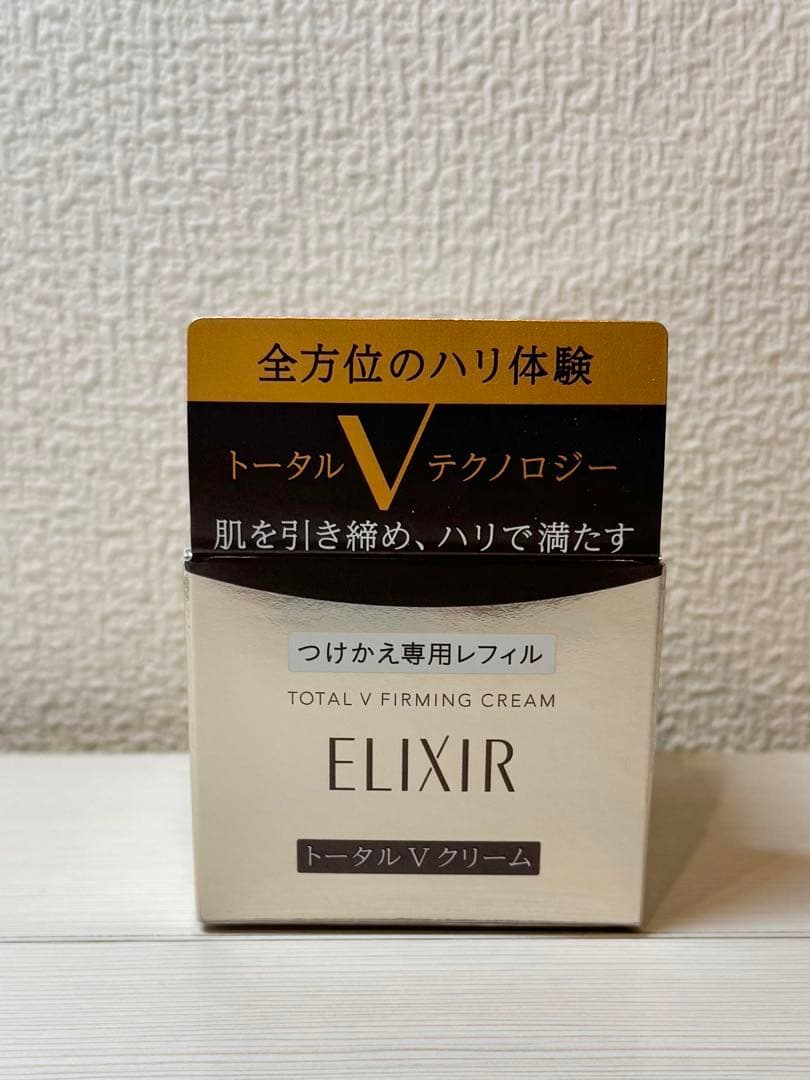 全方位のハリ体験
トータル V テクノロジー
肌を引き締め、ハリで満たす
つけかえ専用レフィル
TOTAL V FIRMING CREAM
ELIXIR
トータル V クリーム